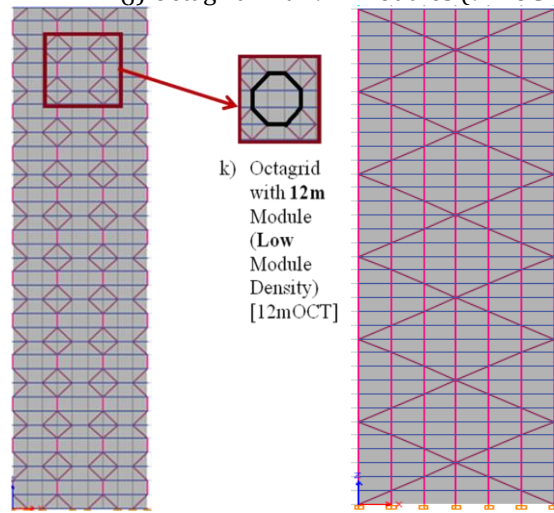 k) Octagrid
with 12m
Module
(Low
Module
Density)
[12mOCT]
Z
X